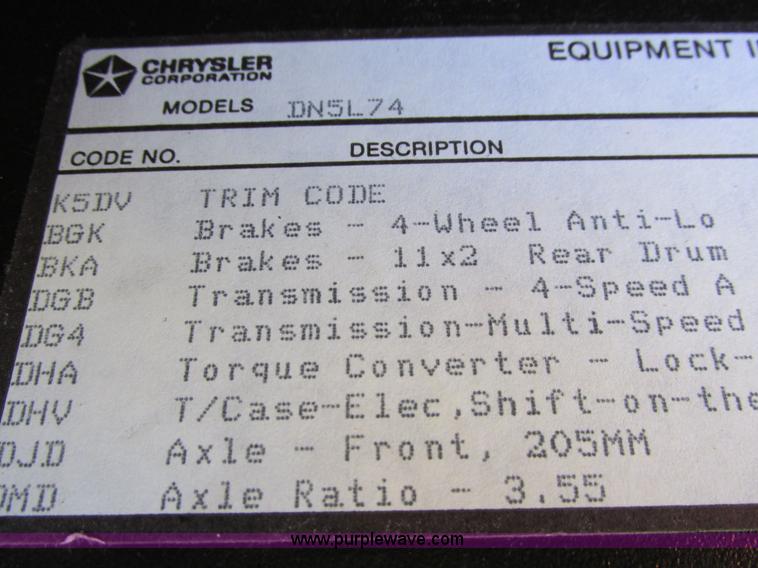 CHRYSLER
CORPORATION
EQUIPMENT
MODELS DN5L74
CODE NO. DESCRIPTION
K5DV TRIM CODE
BGK Brakes - 4-Wheel Anti-Lo
BKA Brakes - 11x2 Rear Drum
DGB Transmission - 4-Speed A
DG4 Transmission-Multi-Speed
DHA Torque Converter - Lock-
DHV T/Case-Elec,Shift-on-the
DJD Axle - Front, 205MM
DMD Axle Ratio - 3.55
www.purplewave.com